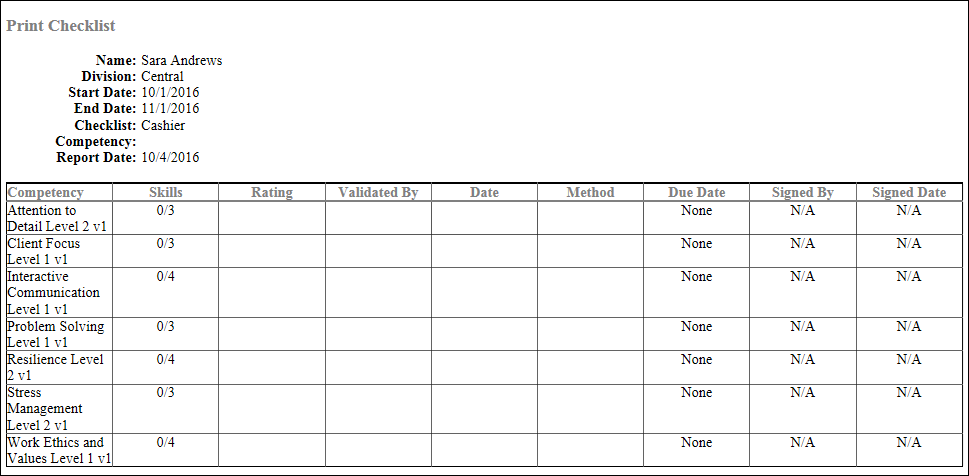 Print Checklist
Name: Sara Andrews
Division: Central
Start Date: 10/1/2016
End Date: 11/1/2016
Checklist: Cashier
Competency:
Report Date: 10/4/2016
Competency Skills Rating Validated By Date Method Due Date Signed By Signed Date
Attention to 0/3 None N/A N/A
Detail Level 2 v1
Client Focus 0/3 None N/A N/A
Level 1 v1
Interactive 0/4 None N/A N/A
Communication
Level 1 v1
Problem Solving 0/3 None N/A N/A
Level 1 v1
Resilience Level 0/4 None N/A N/A
2 v1
Stress 0/3 None N/A N/A
Management
Level 2 v1
Work Ethics and 0/4 None N/A N/A
Values Level 1 v1